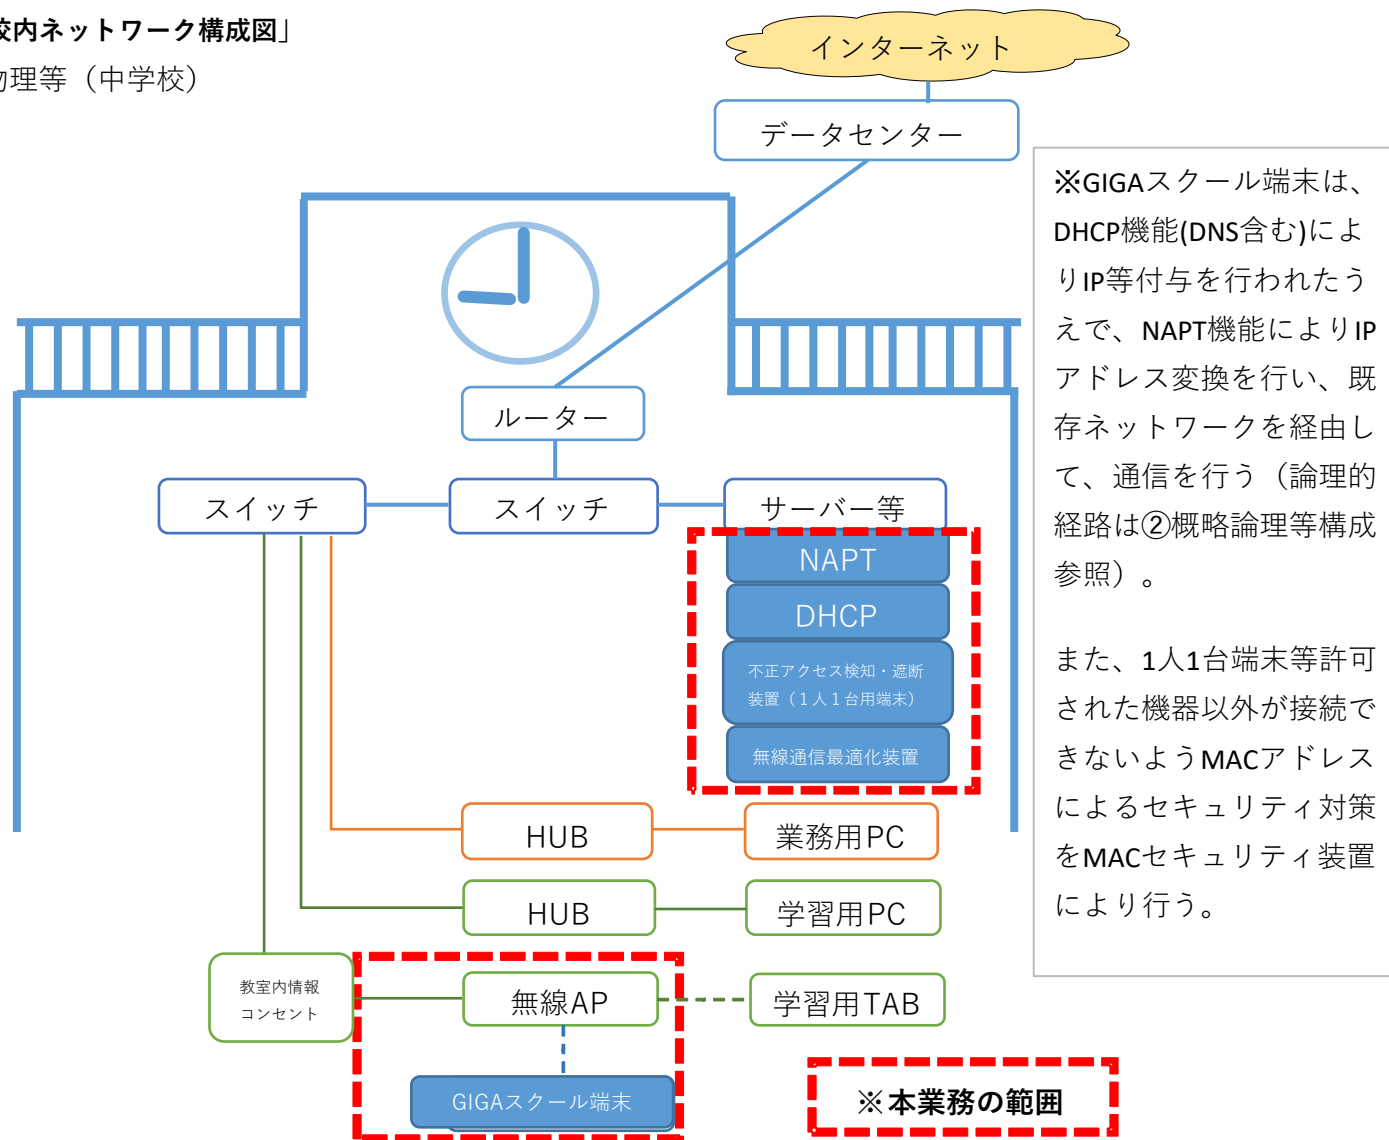 校内ネットワーク構成図」
物理等（中学校）
インターネット
データセンター
ルーター
スイッチ
スイッチ
サーバー等
NAPT
DHCP
不正アクセス検知・遮断
装置（１人１台用端末）
無線通信最適化装置
HUB
業務用PC
HUB
学習用PC
教室内情報
コンセント
無線AP
学習用TAB
GIGAスクール端末
※本業務の範囲
※GIGAスクール端末は、
DHCP機能(DNS含む)によ
りIP等付与を行われたう
えで、NAPT機能によりIP
アドレス変換を行い、既
存ネットワークを経由し
て、通信を行う（論理的
経路は②概略論理等構成
参照）。
また、1人1台端末等許可
された機器以外が接続で
きないようMACアドレス
によるセキュリティ対策
をMACセキュリティ装置
により行う。